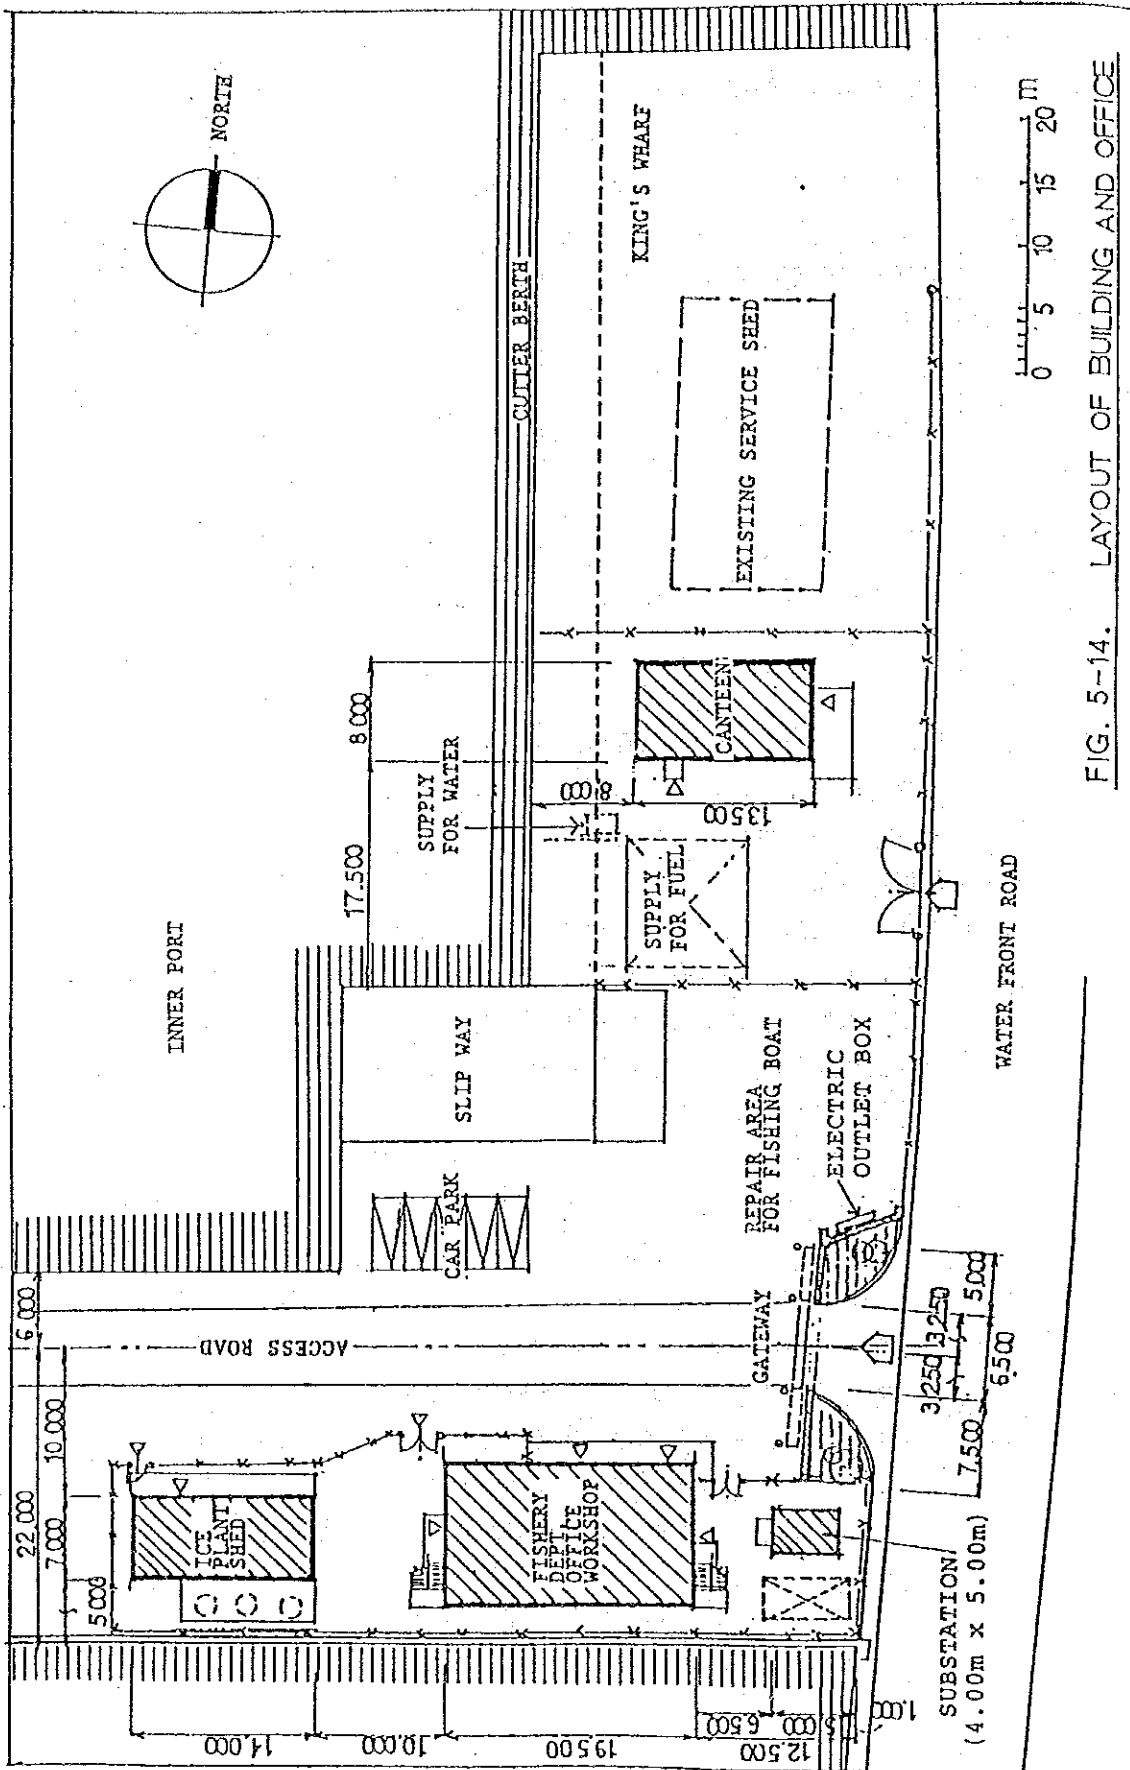 INNER PORT
NORTH
CUTTER BERTH
KING'S WHARF
EXISTING SERVICE SHED
SUPPLY
FOR WATER
17.500
8.000
8.000
13.500
CANTEEN
SUPPLY
FOR FUEL
SLIP WAY
CAR PARK
REPAIR AREA
FOR FISHING BOAT
ELECTRIC
OUTLET BOX
WATER FRONT ROAD
ACCESS ROAD
GATEWAY
22.000
6.000
5.000
7.000
10.000
ICE
PLANT
SHED
FISHERY
DEPT
OFFICE
WORKSHOP
14.000
10.000
19.500
12.500
6.500
5.000
1.000
SUBSTATION
(4.00m x 5.00m)
7.500
3.250
3.250
6.500
5.000
0 5 10 15 20 m
FIG. 5-14. LAYOUT OF BUILDING AND OFFICE